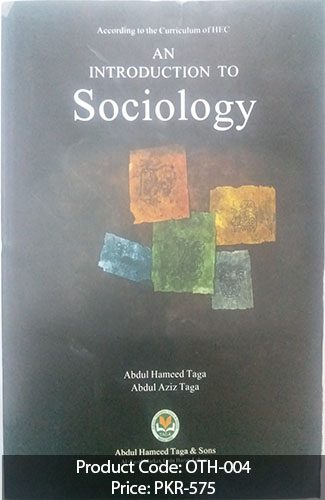 According to the Curriculum of HEC
AN
INTRODUCTION TO
Sociology
Abdul Hameed Taga
Abdul Aziz Taga
TAGA
Abdul Hameed Taga & Sons
Product Code: OTH-004
Price: PKR-575